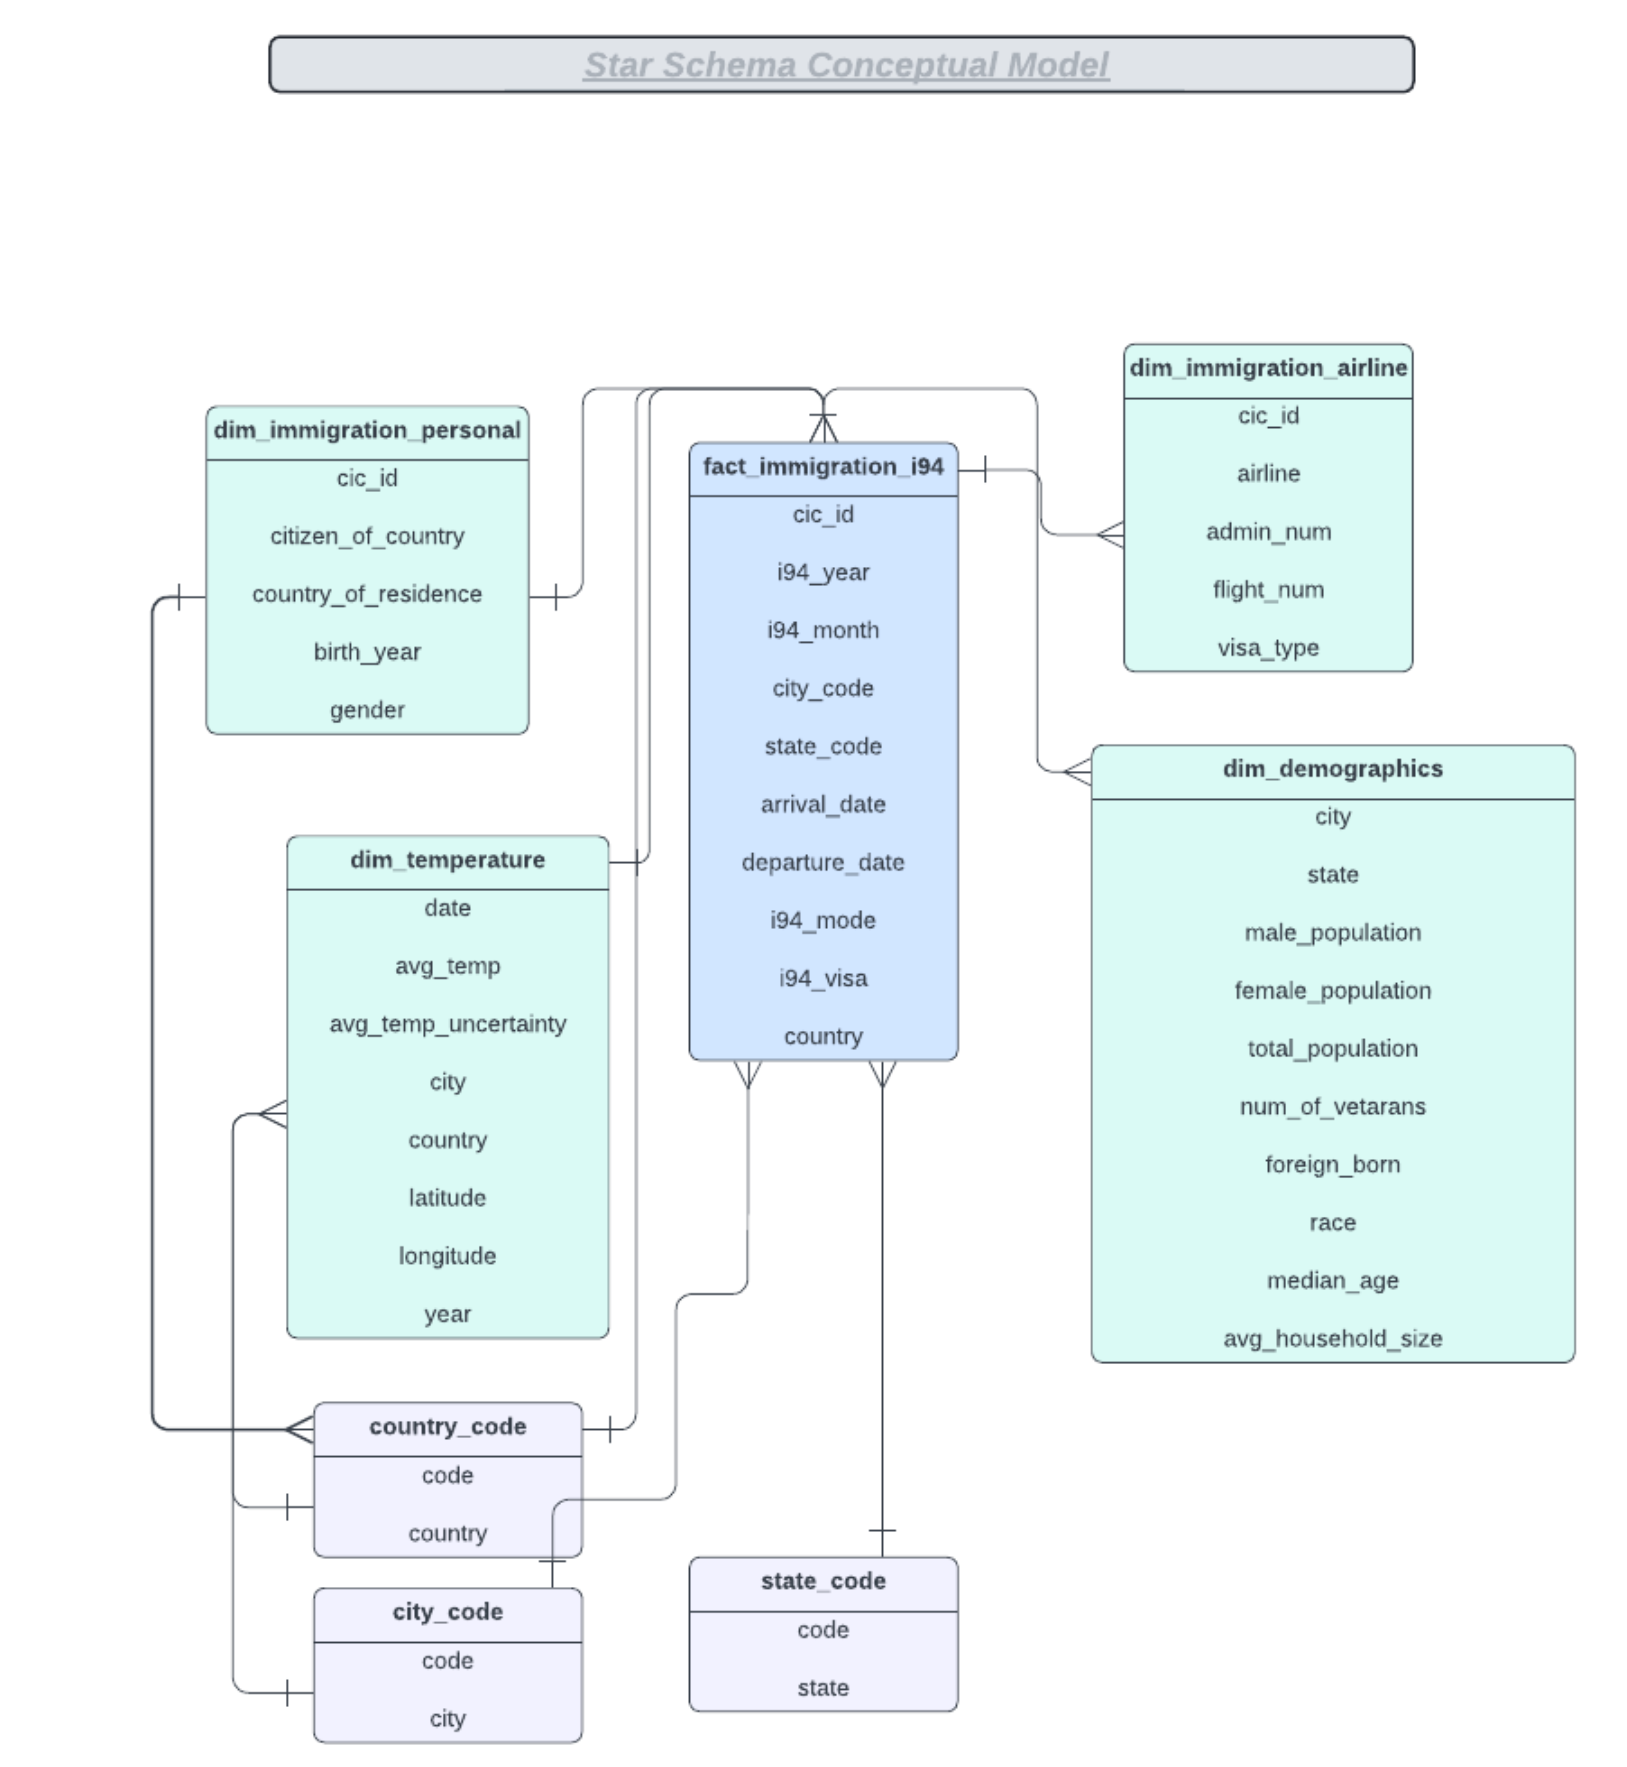 Star Schema Conceptual Model
dim_immigration_personal
cic_id
citizen_of_country
country_of_residence
birth_year
gender
fact_immigration_i94
cic_id
i94_year
i94_month
city_code
state_code
arrival_date
departure_date
i94_mode
i94_visa
country
dim_immigration_airline
cic_id
airline
admin_num
flight_num
visa_type
dim_temperature
date
avg_temp
avg_temp_uncertainty
city
country
latitude
longitude
year
dim_demographics
city
state
male_population
female_population
total_population
num_of_vetarans
foreign_born
race
median_age
avg_household_size
country_code
code
country
city_code
code
city
state_code
code
state